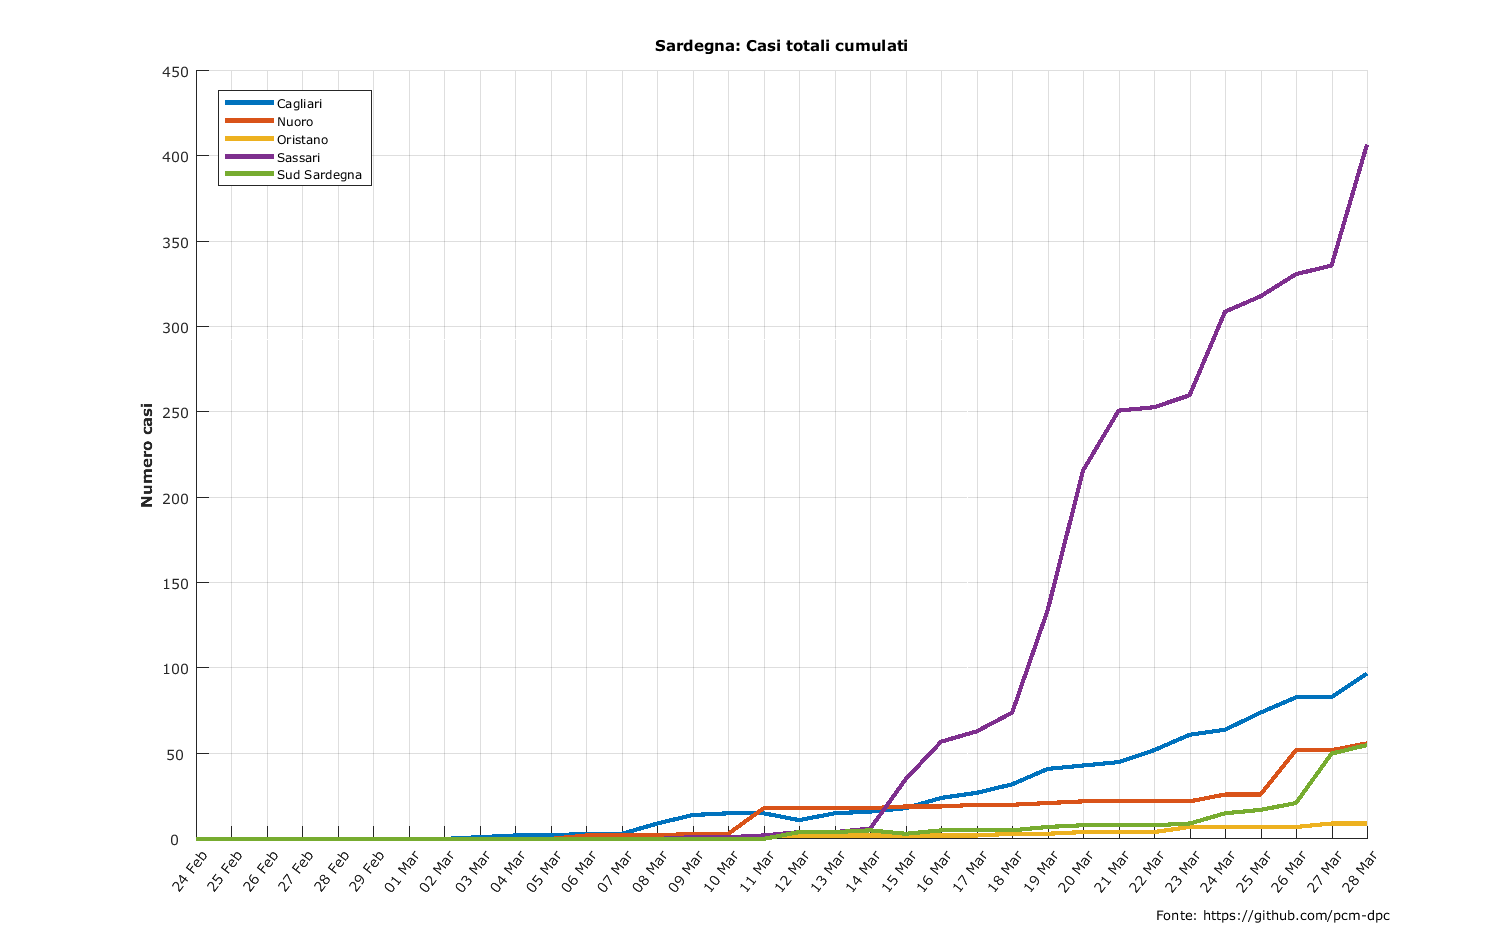 Sardegna: Casi totali cumulati
450
400
350
300
250
200
150
100
50
0
Numero casi
Cagliari
Nuoro
Oristano
Sassari
Sud Sardegna
24 Feb
25 Feb
26 Feb
27 Feb
28 Feb
29 Feb
01 Mar
02 Mar
03 Mar
04 Mar
05 Mar
06 Mar
07 Mar
08 Mar
09 Mar
10 Mar
11 Mar
12 Mar
13 Mar
14 Mar
15 Mar
16 Mar
17 Mar
18 Mar
19 Mar
20 Mar
21 Mar
22 Mar
23 Mar
24 Mar
25 Mar
26 Mar
27 Mar
28 Mar
Fonte: https://github.com/pcm-dpc